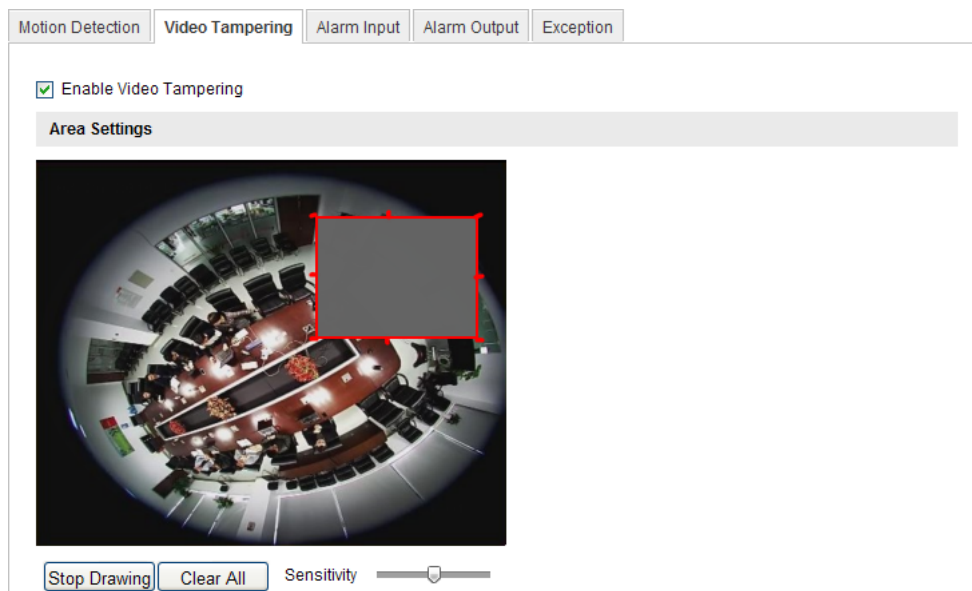 Motion Detection Video Tampering Alarm Input Alarm Output Exception
Enable Video Tampering
Area Settings
Stop Drawing Clear All Sensitivity